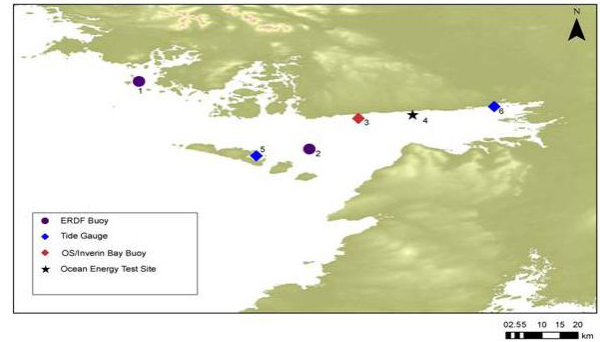 N
1
2
3
4
5
6
ERDF Buoy
Tide Gauge
OS/Inverin Bay Buoy
Ocean Energy Test Site
02.55 10 15 20
km